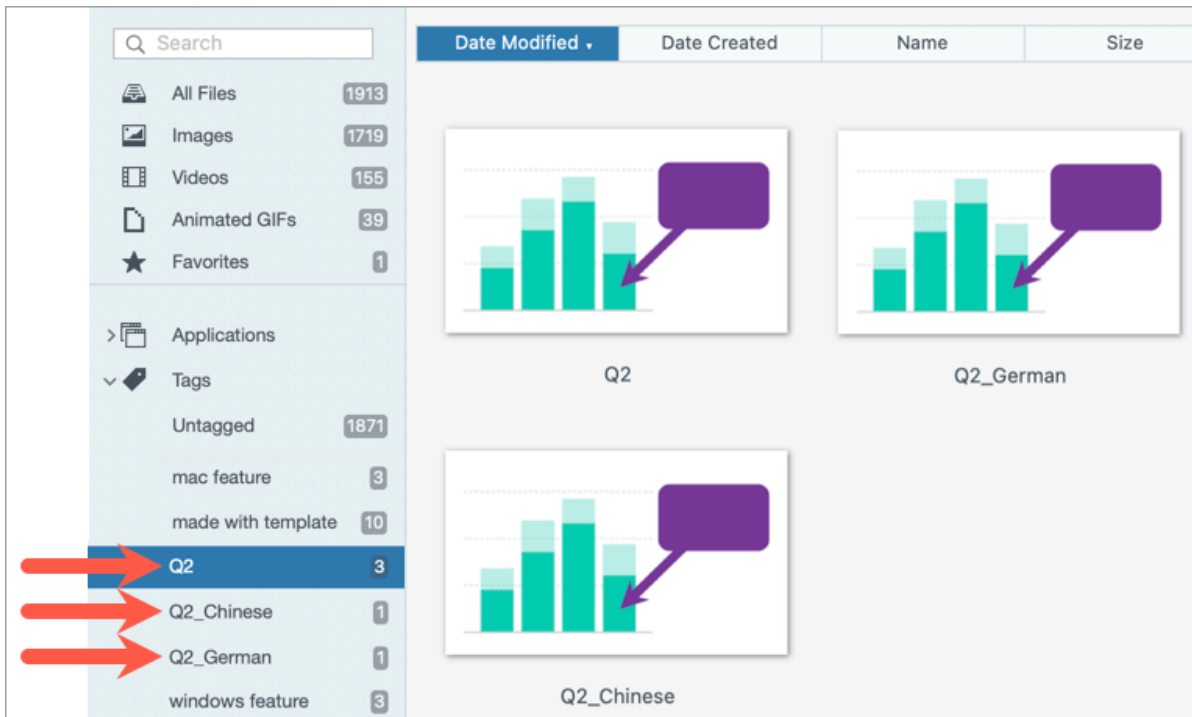 Search
All Files 1913
Images 1719
Videos 155
Animated GIFs 39
Favorites 1
Applications
Tags
Untagged 1871
mac feature 3
made with template 10
Q2 3
Q2_Chinese 1
Q2_German 1
windows feature 3
Date Modified Date Created Name Size
Q2 Q2_German
Q2_Chinese